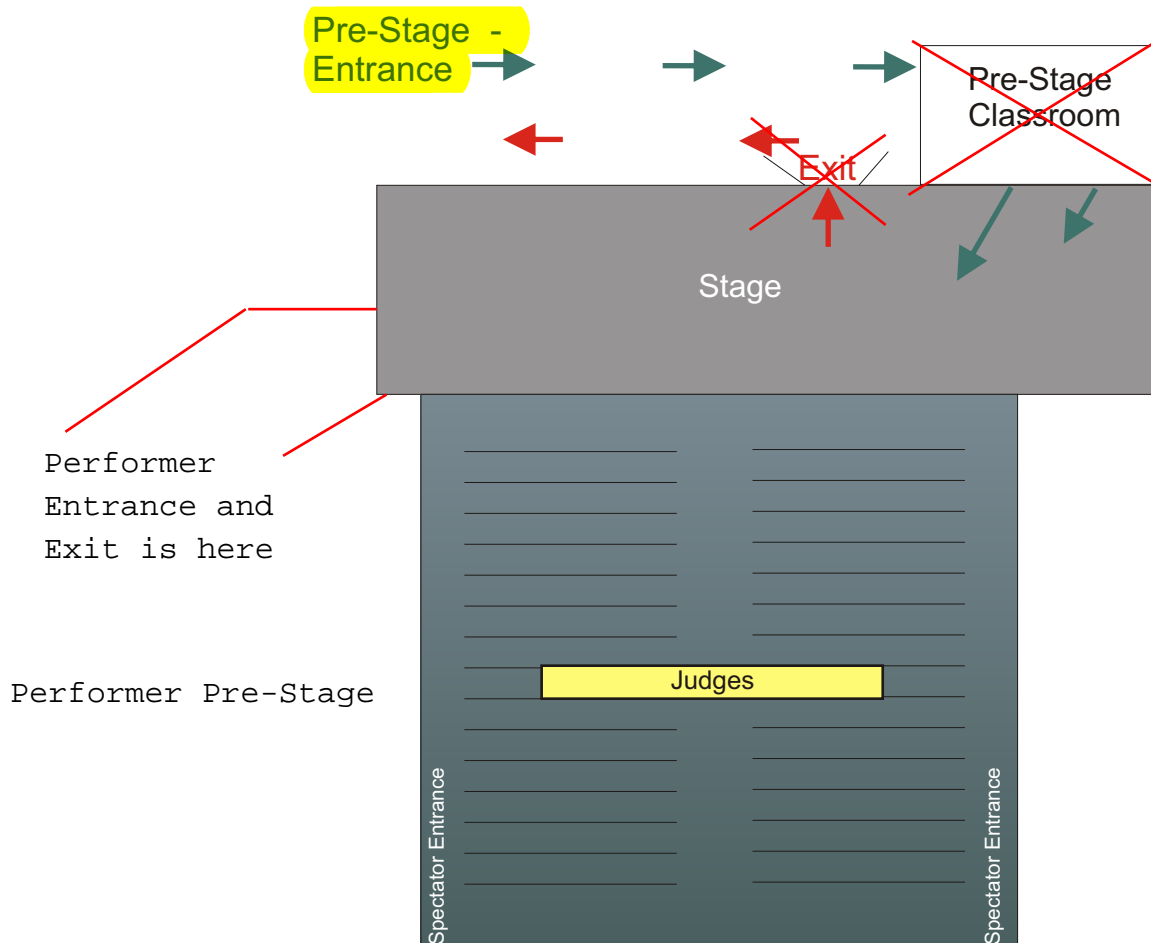 Pre-Stage -
Entrance
Pre-Stage
Classroom
Exit
Stage
Performer
Entrance and
Exit is here
Performer Pre-Stage
Judges
Spectator Entrance
Spectator Entrance